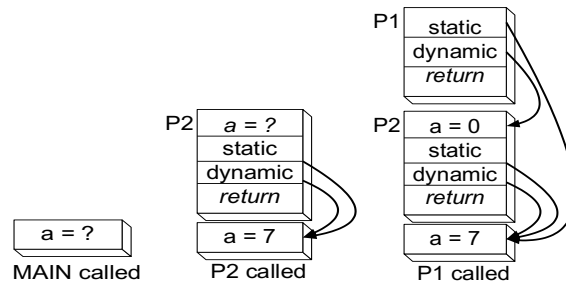 a = ?
MAIN called
P2
a = ?
static
dynamic
return
a = 7
P2 called
P1
static
dynamic
return
P2
a = 0
static
dynamic
return
a = 7
P1 called